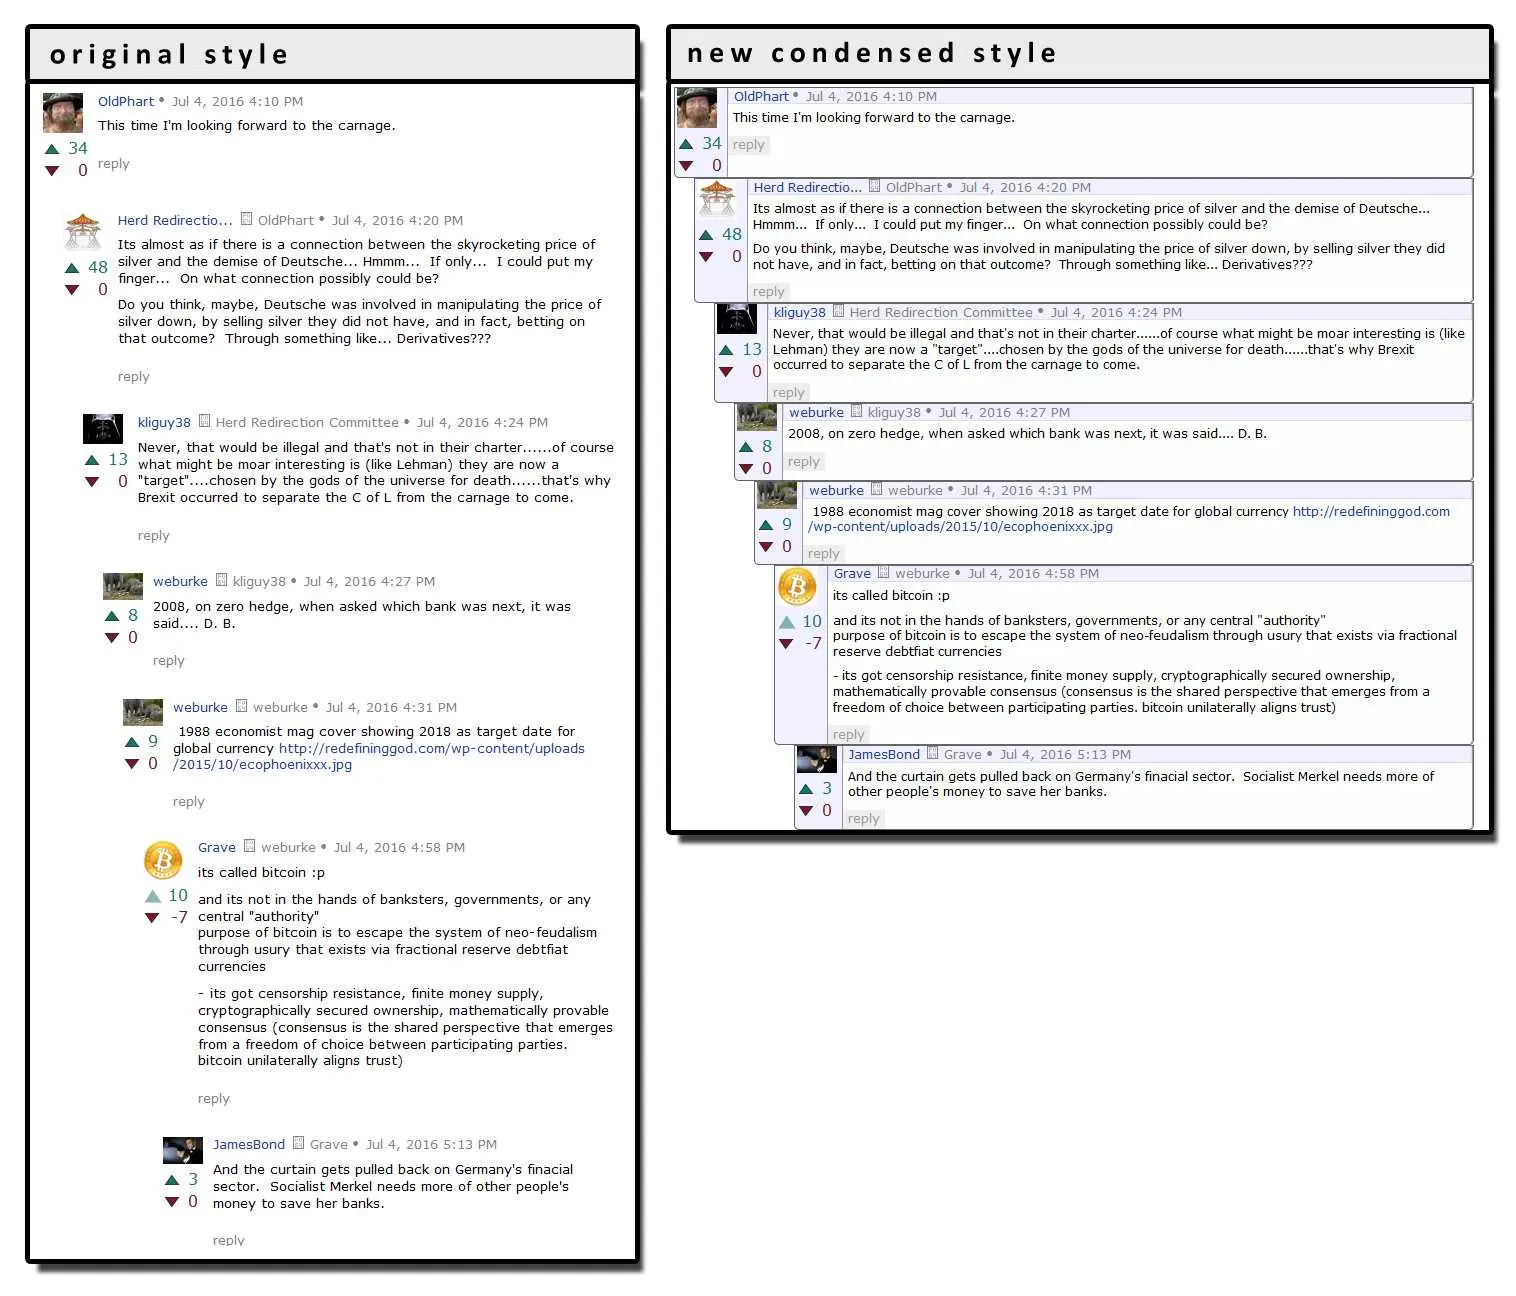 original style
OldPhart • Jul 4, 2016 4:10 PM
This time I'm looking forward to the carnage.
34
0
reply
Herd Redirectio... OldPhart • Jul 4, 2016 4:20 PM
Its almost as if there is a connection between the skyrocketing price of
silver and the demise of Deutsche... Hmmm...  If only...  I could put my
finger...  On what connection possibly could be?
48
0
Do you think, maybe, Deutsche was involved in manipulating the price of
silver down, by selling silver they did not have, and in fact, betting on
that outcome?  Through something like... Derivatives???
reply
kliguy38 Herd Redirection Committee • Jul 4, 2016 4:24 PM
Never, that would be illegal and that's not in their charter......of course
what might be moar interesting is (like Lehman) they are now a
"target"....chosen by the gods of the universe for death......that's why
Brexit occurred to separate the C of L from the carnage to come.
13
0
reply
weburke kliguy38 • Jul 4, 2016 4:27 PM
2008, on zero hedge, when asked which bank was next, it was
said.... D. B.
8
0
reply
weburke weburke • Jul 4, 2016 4:31 PM
1988 economist mag cover showing 2018 as target date for
global currency http://redefininggod.com/wp-content/uploads
/2015/10/ecophoenixxx.jpg
9
0
reply
Grave weburke • Jul 4, 2016 4:58 PM
its called bitcoin :p
10
-7
and its not in the hands of banksters, governments, or any
central "authority"
purpose of bitcoin is to escape the system of neo-feudalism
through usury that exists via fractional reserve debtfiat
currencies
- its got censorship resistance, finite money supply,
cryptographically secured ownership, mathematically provable
consensus (consensus is the shared perspective that emerges
from a freedom of choice between participating parties.
bitcoin unilaterally aligns trust)
reply
JamesBond Grave • Jul 4, 2016 5:13 PM
And the curtain gets pulled back on Germany's finacial
sector.  Socialist Merkel needs more of other people's
money to save her banks.
3
0
reply
new condensed style
OldPhart • Jul 4, 2016 4:10 PM
This time I'm looking forward to the carnage.
34
0
reply
Herd Redirectio... OldPhart • Jul 4, 2016 4:20 PM
Its almost as if there is a connection between the skyrocketing price of silver and the demise of Deutsche...
Hmmm...  If only...  I could put my finger...  On what connection possibly could be?
48
0
Do you think, maybe, Deutsche was involved in manipulating the price of silver down, by selling silver they did
not have, and in fact, betting on that outcome?  Through something like... Derivatives???
reply
kliguy38 Herd Redirection Committee • Jul 4, 2016 4:24 PM
Never, that would be illegal and that's not in their charter......of course what might be moar interesting is (like
Lehman) they are now a "target"....chosen by the gods of the universe for death......that's why Brexit
occurred to separate the C of L from the carnage to come.
13
0
reply
weburke kliguy38 • Jul 4, 2016 4:27 PM
2008, on zero hedge, when asked which bank was next, it was said.... D. B.
8
0
reply
weburke weburke • Jul 4, 2016 4:31 PM
1988 economist mag cover showing 2018 as target date for global currency http://redefininggod.com
/wp-content/uploads/2015/10/ecophoenixxx.jpg
9
0
reply
Grave weburke • Jul 4, 2016 4:58 PM
its called bitcoin :p
10
-7
and its not in the hands of banksters, governments, or any central "authority"
purpose of bitcoin is to escape the system of neo-feudalism through usury that exists via fractional
reserve debtfiat currencies
- its got censorship resistance, finite money supply, cryptographically secured ownership,
mathematically provable consensus (consensus is the shared perspective that emerges from a
freedom of choice between participating parties. bitcoin unilaterally aligns trust)
reply
JamesBond Grave • Jul 4, 2016 5:13 PM
And the curtain gets pulled back on Germany's finacial sector.  Socialist Merkel needs more of
other people's money to save her banks.
3
0
reply